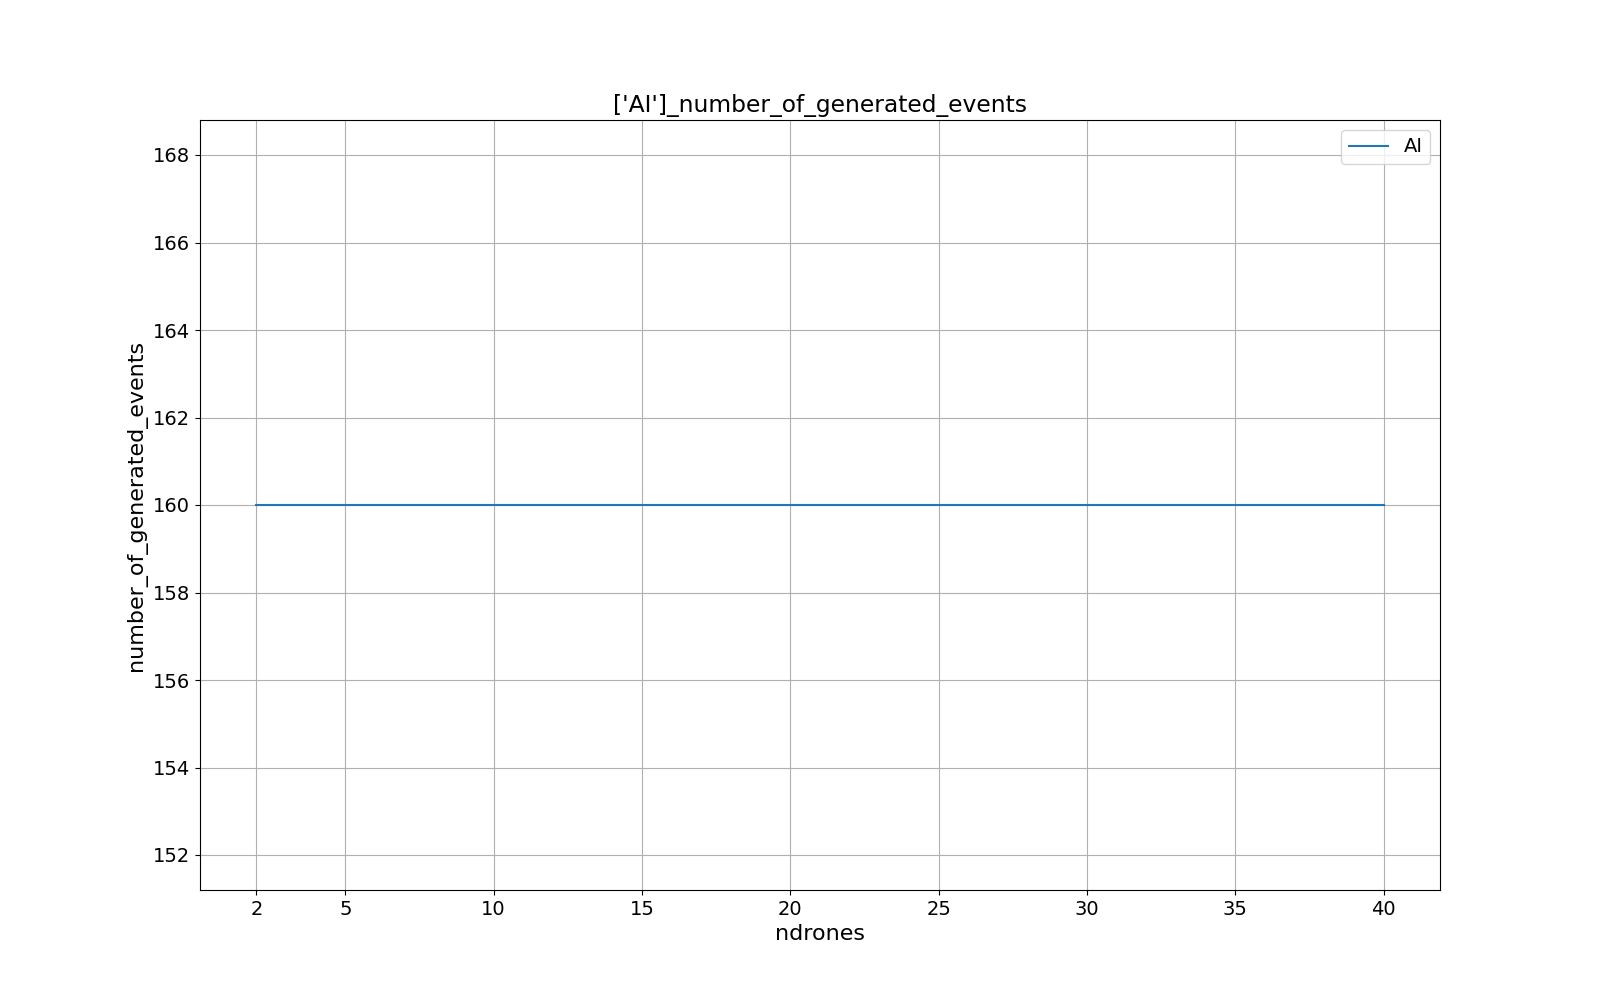 ['AI']_number_of_generated_events
AI
number_of_generated_events
168
166
164
162
160
158
156
154
152
2 5 10 15 20 25 30 35 40
ndrones